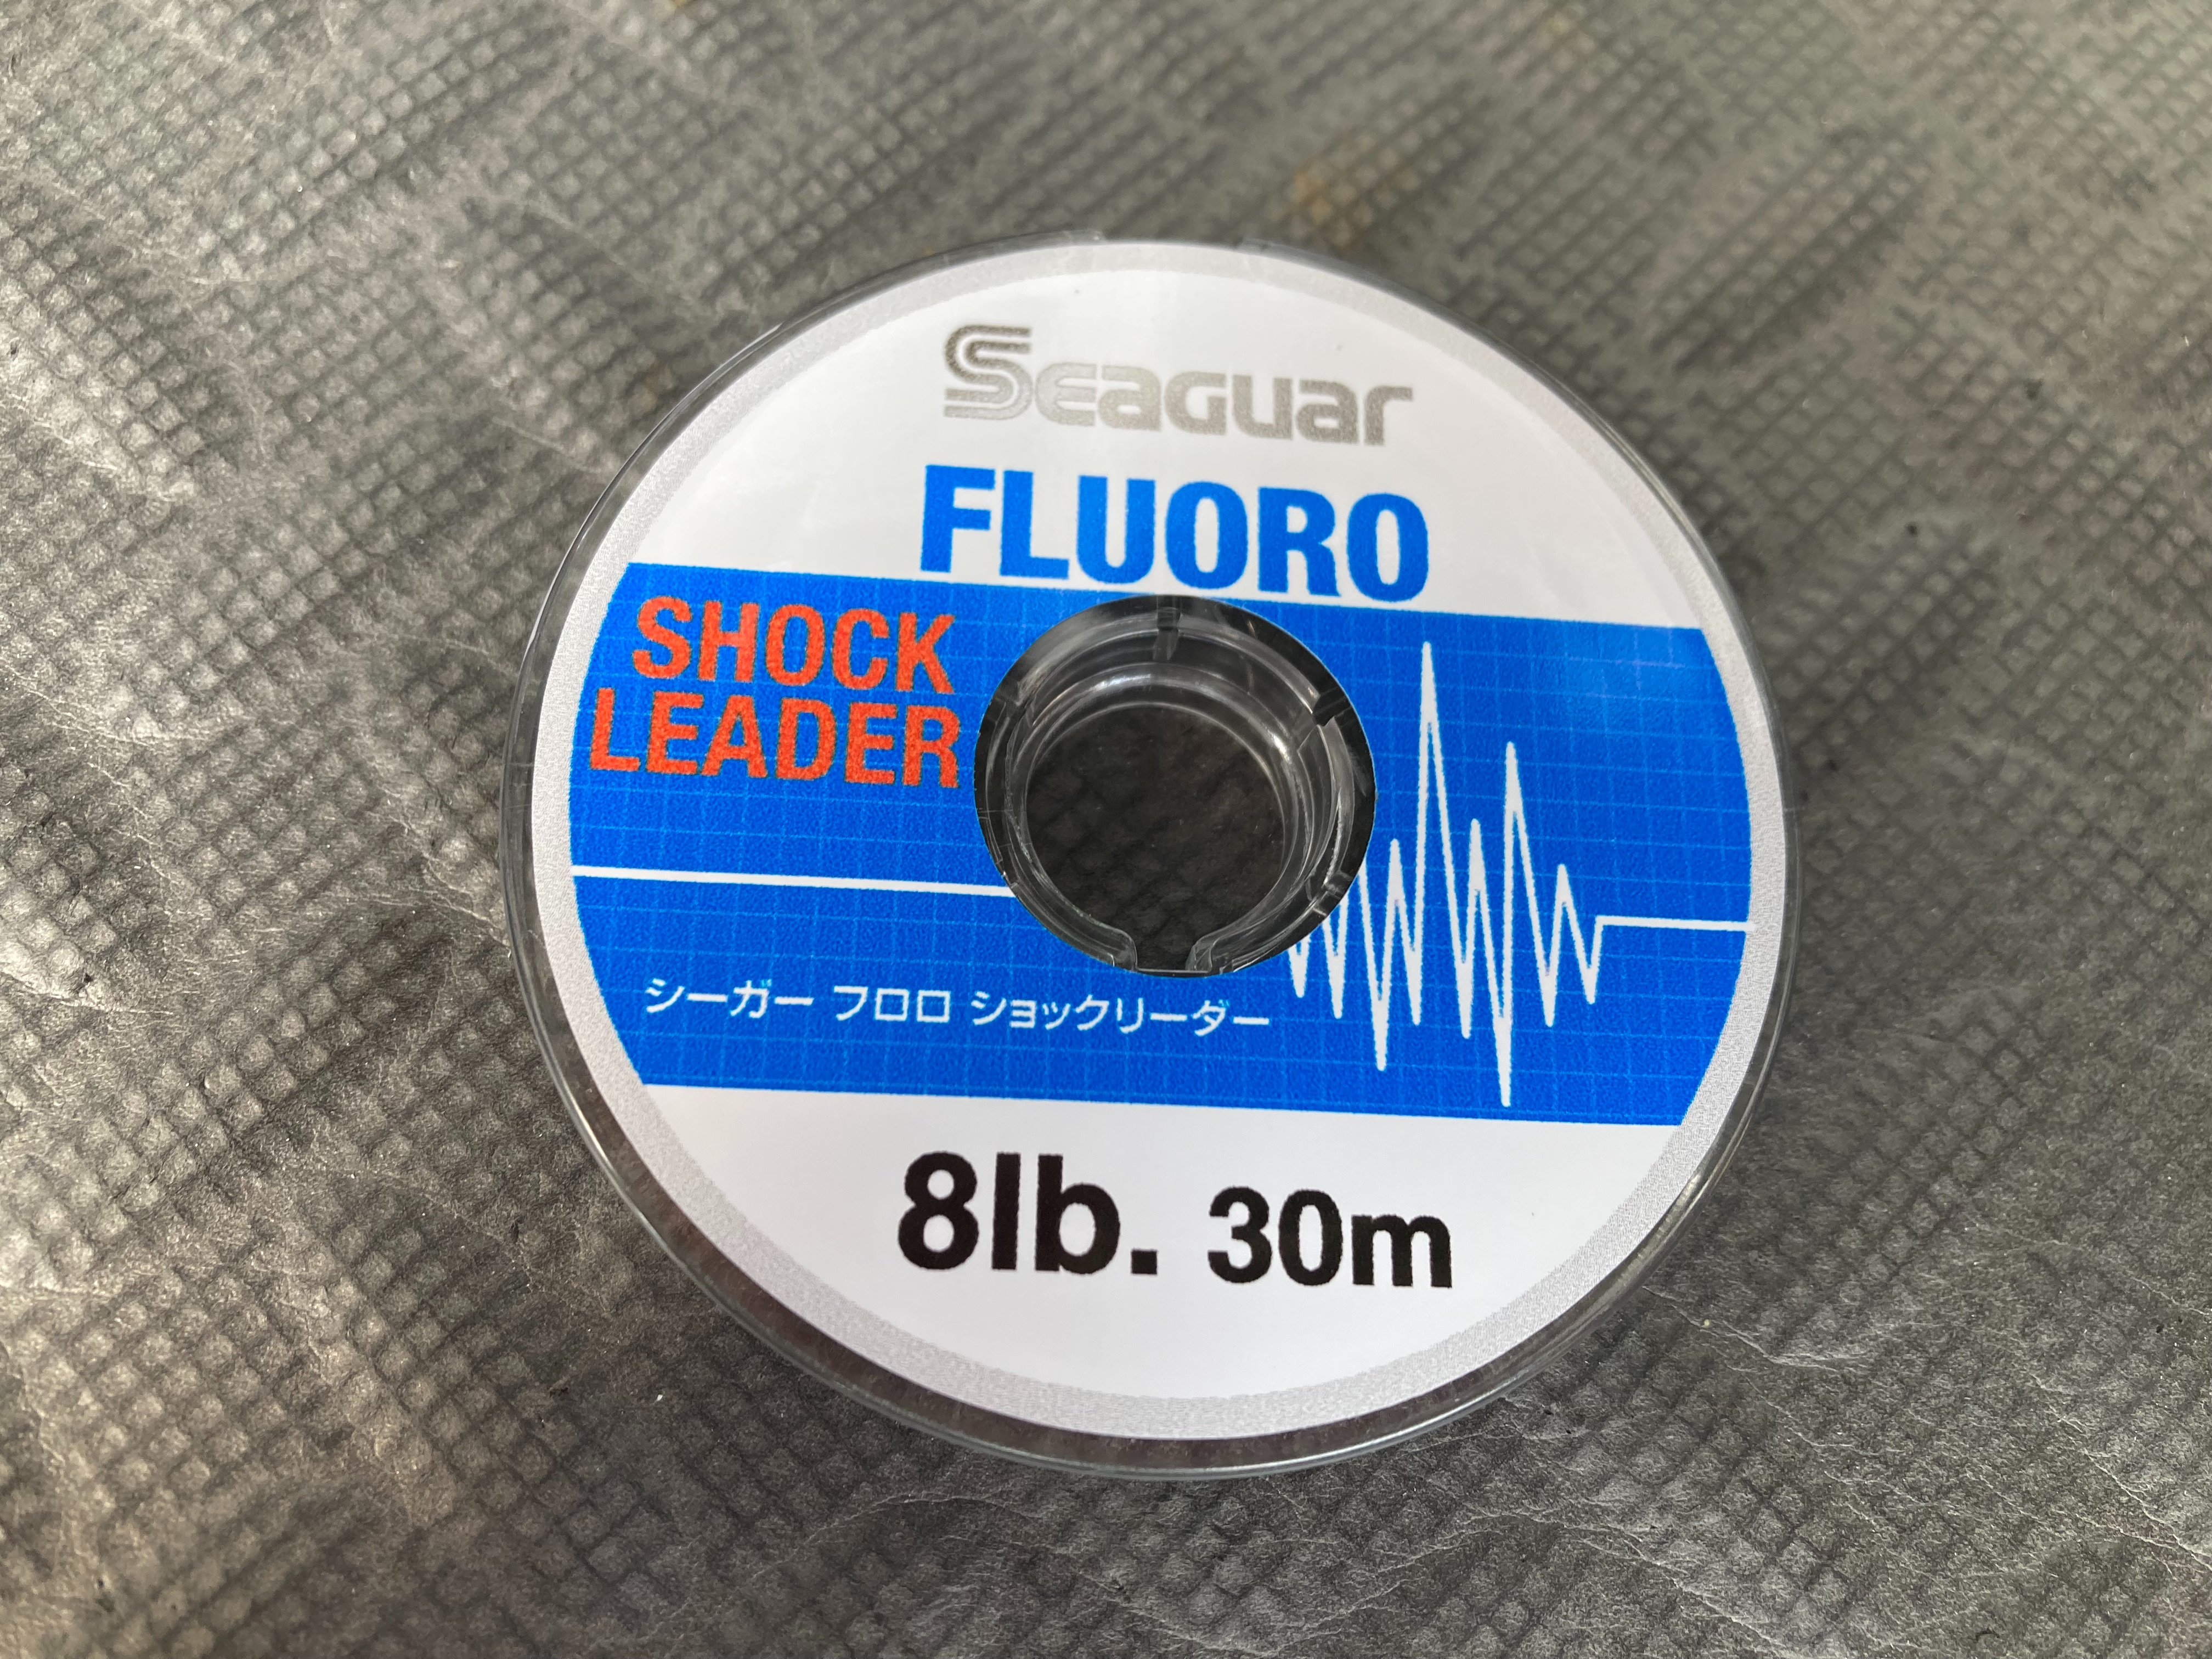 Seaguar
FLUORO
SHOCK
LEADER
シーガー フロロ ショックリーダー
8lb. 30m